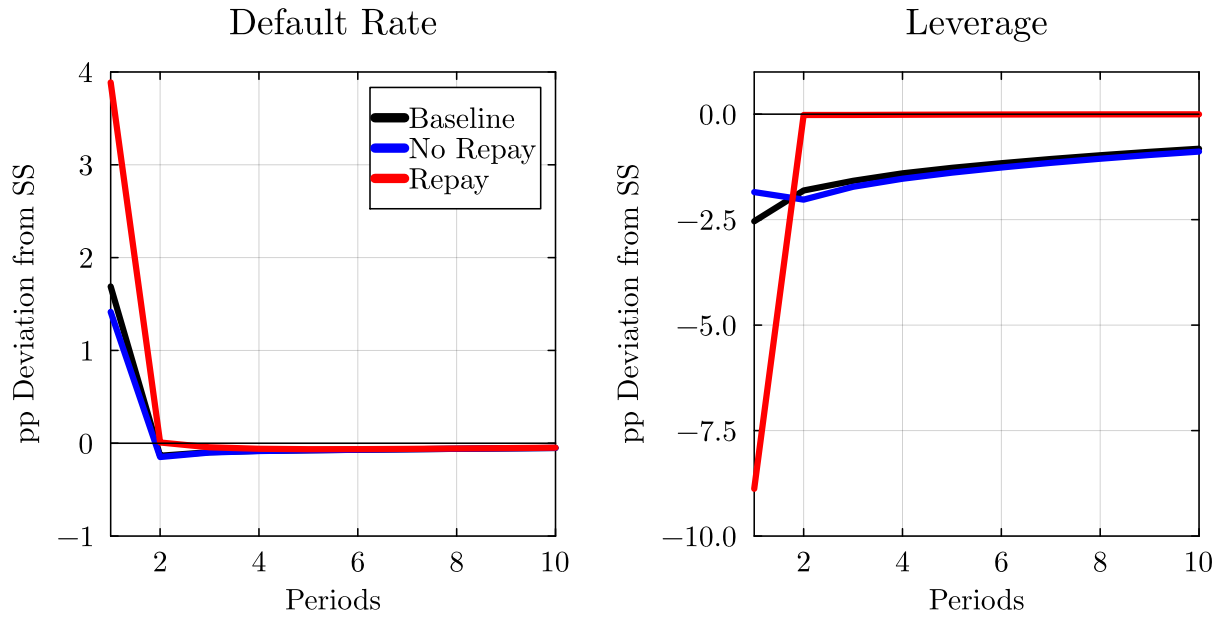 Default Rate
4
3
2
1
0
−1
2
4
6
8
10
Periods
pp Deviation from SS
Baseline
No Repay
Repay
Leverage
0.0
−2.5
−5.0
−7.5
−10.0
2
4
6
8
10
Periods
pp Deviation from SS